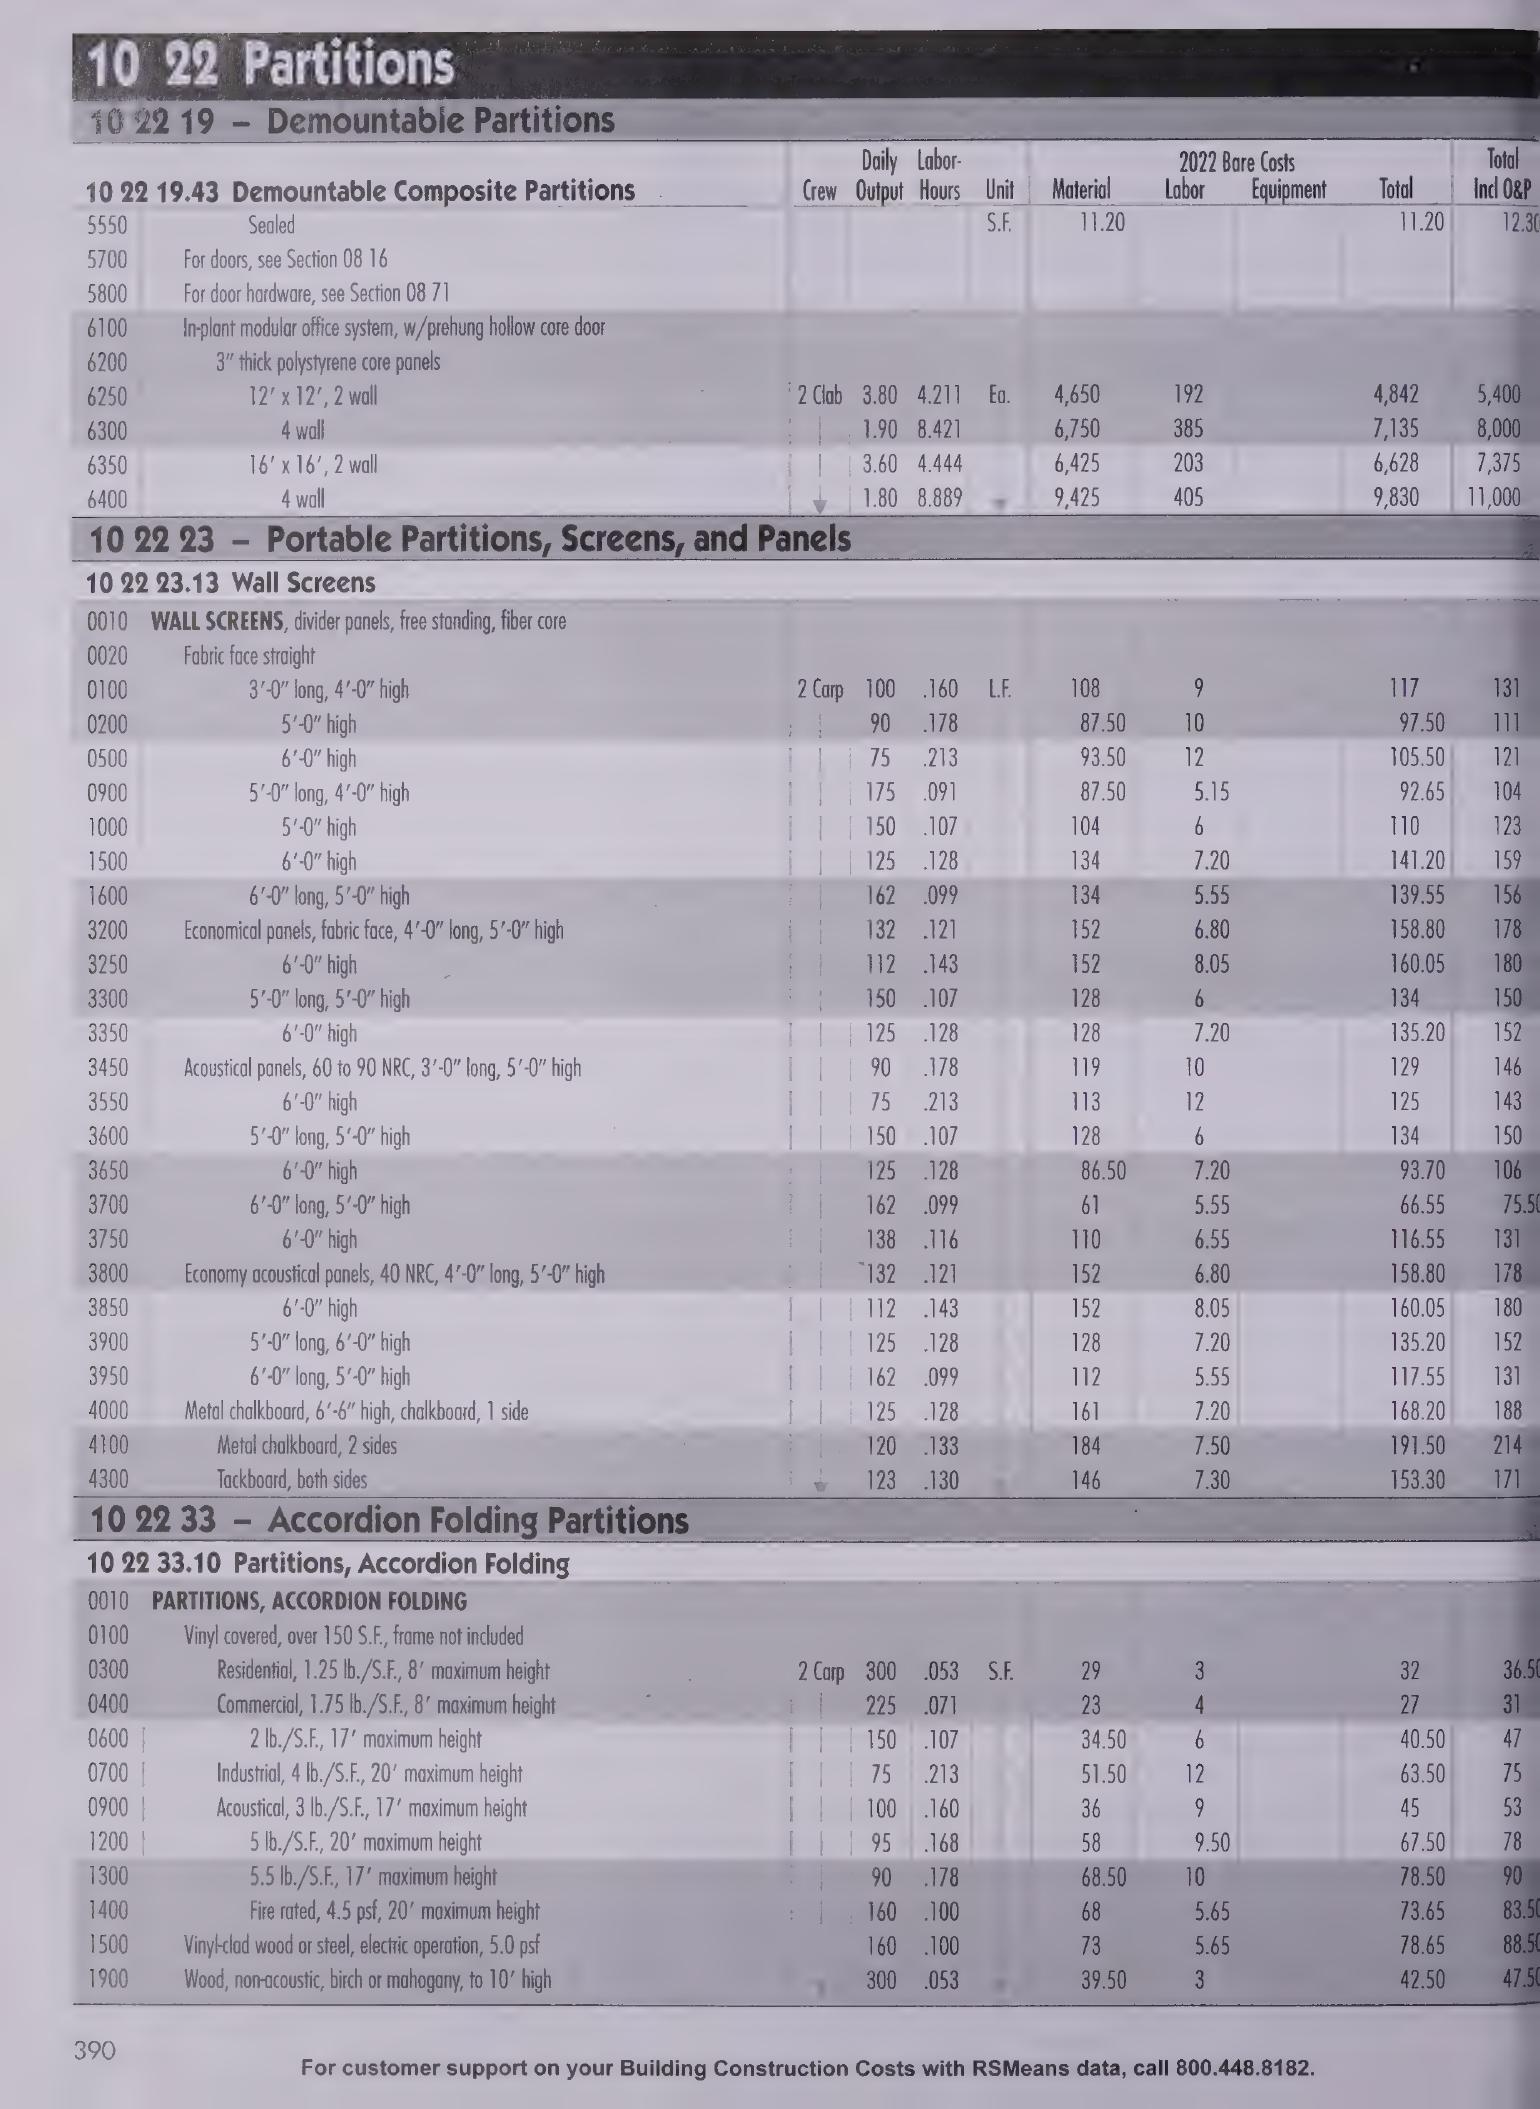 10 22 Partitions
10 22 19 – Demountable Partitions
Daily Labor- 2022 Bare Costs Total
10 22 19.43 Demountable Composite Partitions Crew Output Hours Unit Material Labor Equipment Total Incl O&P
5550 Sealed S.F. 11.20 11.20 12.30
5700 For doors, see Section 08 16
5800 For door hardware, see Section 08 71
6100 In-plant modular office system, w/prehung hollow core door
6200 3" thick polystyrene core panels
6250 12' x 12', 2 wall 2 Clab 3.80 4.211 Ea. 4,650 192 4,842 5,400
6300 4 wall 1.90 8.421 6,750 385 7,135 8,000
6350 16' x 16', 2 wall 3.60 4.444 6,425 203 6,628 7,375
6400 4 wall 1.80 8.889 9,425 405 9,830 11,000
10 22 23 – Portable Partitions, Screens, and Panels
10 22 23.13 Wall Screens
0010 WALL SCREENS, divider panels, free standing, fiber core
0020 Fabric face straight
0100 3'-0" long, 4'-0" high 2 Carp 100 .160 L.F. 108 9 117 131
0200 5'-0" high 90 .178 87.50 10 97.50 111
0500 6'-0" high 75 .213 93.50 12 105.50 121
0900 5'-0" long, 4'-0" high 175 .091 87.50 5.15 92.65 104
1000 5'-0" high 150 .107 104 6 110 123
1500 6'-0" high 125 .128 134 7.20 141.20 159
1600 6'-0" long, 5'-0" high 162 .099 134 5.55 139.55 156
3200 Economical panels, fabric face, 4'-0" long, 5'-0" high 132 .121 152 6.80 158.80 178
3250 6'-0" high 112 .143 152 8.05 160.05 180
3300 5'-0" long, 5'-0" high 150 .107 128 6 134 150
3350 6'-0" high 125 .128 128 7.20 135.20 152
3450 Acoustical panels, 60 to 90 NRC, 3'-0" long, 5'-0" high 90 .178 119 10 129 146
3550 6'-0" high 75 .213 113 12 125 143
3600 5'-0" long, 5'-0" high 150 .107 128 6 134 150
3650 6'-0" high 125 .128 86.50 7.20 93.70 106
3700 6'-0" long, 5'-0" high 162 .099 61 5.55 66.55 75.50
3750 6'-0" high 138 .116 110 6.55 116.55 131
3800 Economy acoustical panels, 40 NRC, 4'-0" long, 5'-0" high 132 .121 152 6.80 158.80 178
3850 6'-0" high 112 .143 152 8.05 160.05 180
3900 5'-0" long, 6'-0" high 125 .128 128 7.20 135.20 152
3950 6'-0" long, 5'-0" high 162 .099 112 5.55 117.55 131
4000 Metal chalkboard, 6'-6" high, chalkboard, 1 side 125 .128 161 7.20 168.20 188
4100 Metal chalkboard, 2 sides 120 .133 184 7.50 191.50 214
4300 Tackboard, both sides 123 .130 146 7.30 153.30 171
10 22 33 – Accordion Folding Partitions
10 22 33.10 Partitions, Accordion Folding
0010 PARTITIONS, ACCORDION FOLDING
0100 Vinyl covered, over 150 S.F., frame not included
0300 Residential, 1.25 lb./S.F., 8' maximum height 2 Carp 300 .053 S.F. 29 3 32 36.50
0400 Commercial, 1.75 lb./S.F., 8' maximum height 225 .071 23 4 27 31
0600 2 lb./S.F., 17' maximum height 150 .107 34.50 6 40.50 47
0700 Industrial, 4 lb./S.F., 20' maximum height 75 .213 51.50 12 63.50 75
0900 Acoustical, 3 lb./S.F., 17' maximum height 100 .160 36 9 45 53
1200 5 lb./S.F., 20' maximum height 95 .168 58 9.50 67.50 78
1300 5.5 lb./S.F., 17' maximum height 90 .178 68.50 10 78.50 90
1400 Fire rated, 4.5 psf, 20' maximum height 160 .100 68 5.65 73.65 83.50
1500 Vinyl-clad wood or steel, electric operation, 5.0 psf 160 .100 73 5.65 78.65 88.50
1900 Wood, non-acoustic, birch or mahogany, to 10' high 300 .053 39.50 3 42.50 47.50
390
For customer support on your Building Construction Costs with RSMeans data, call 800.448.8182.